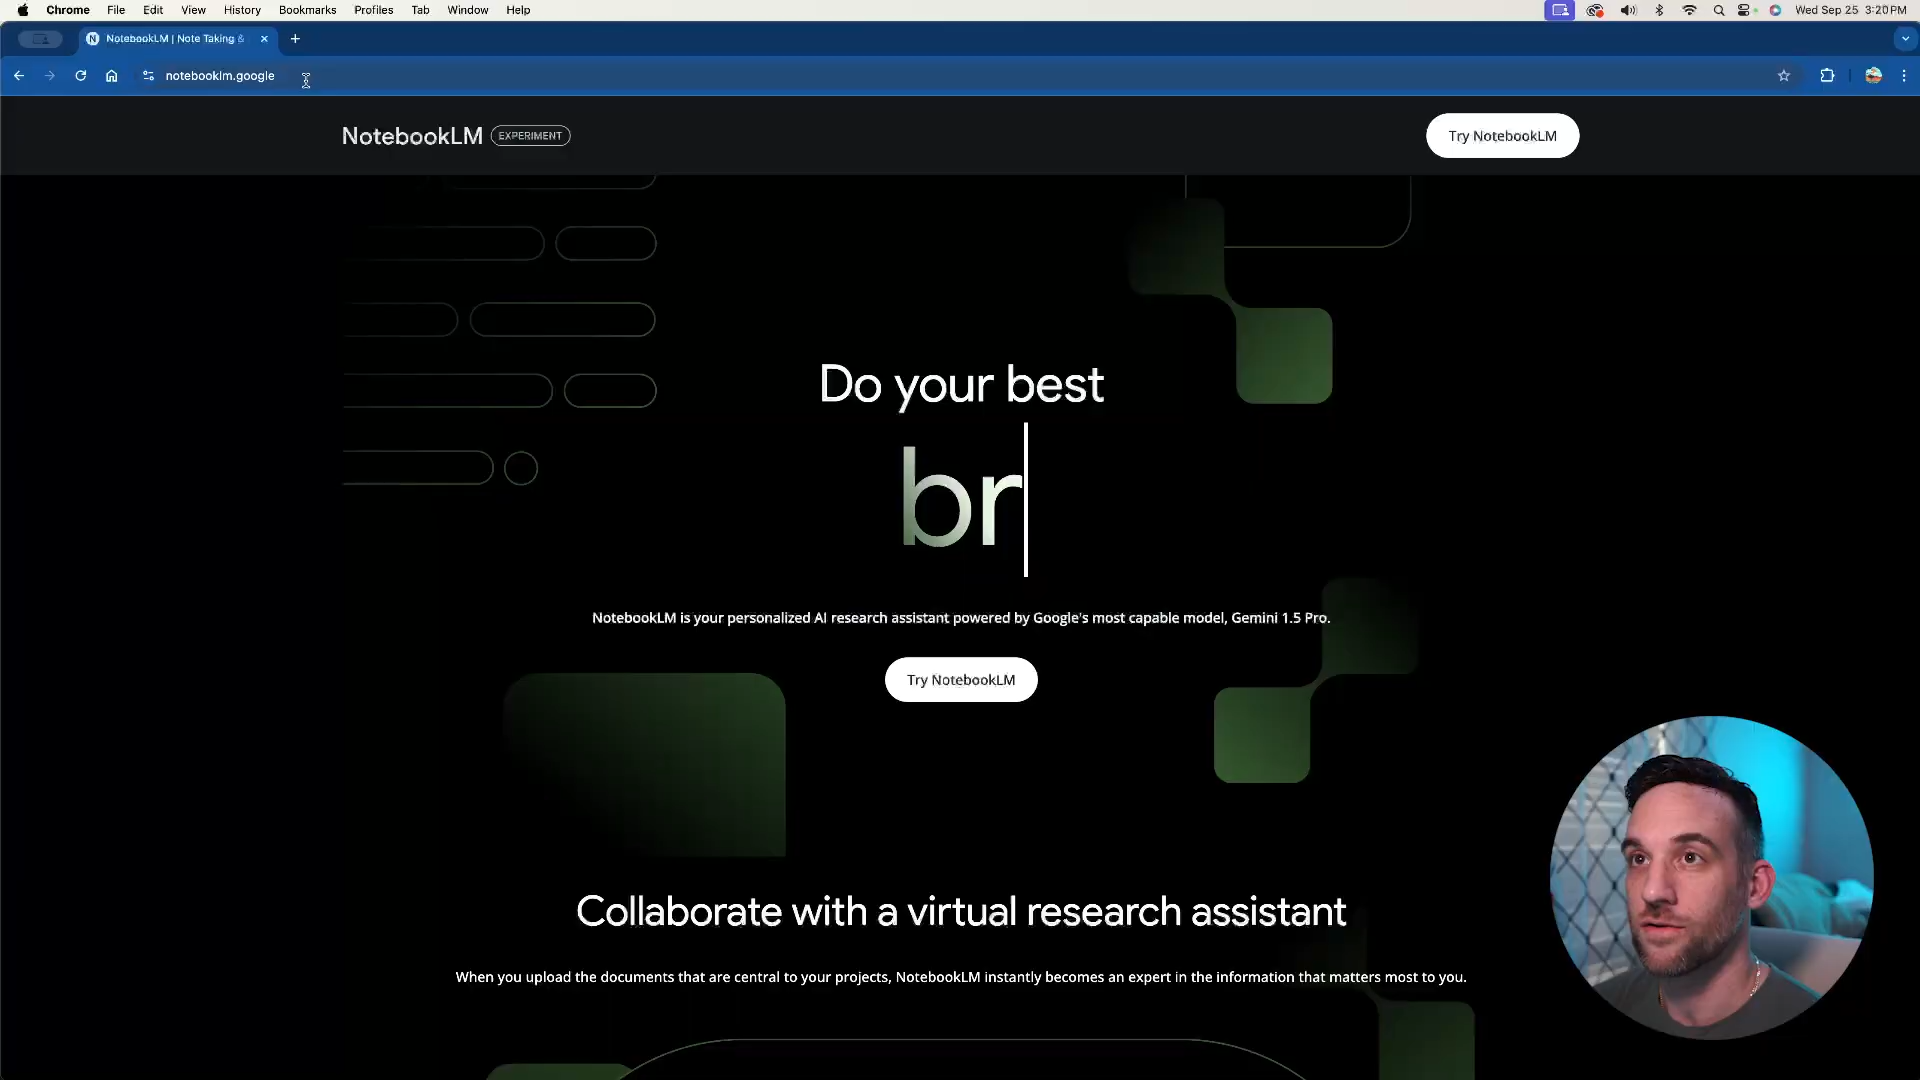 Chrome File Edit View History Bookmarks Profiles Tab Window Help Wed Sep 25 3:20 PM
NotebookLM | Note Taking &
notebooklm.google
NotebookLM EXPERIMENT Try NotebookLM
Do your best
br
NotebookLM is your personalized AI research assistant powered by Google's most capable model, Gemini 1.5 Pro.
Try NotebookLM
Collaborate with a virtual research assistant
When you upload the documents that are central to your projects, NotebookLM instantly becomes an expert in the information that matters most to you.